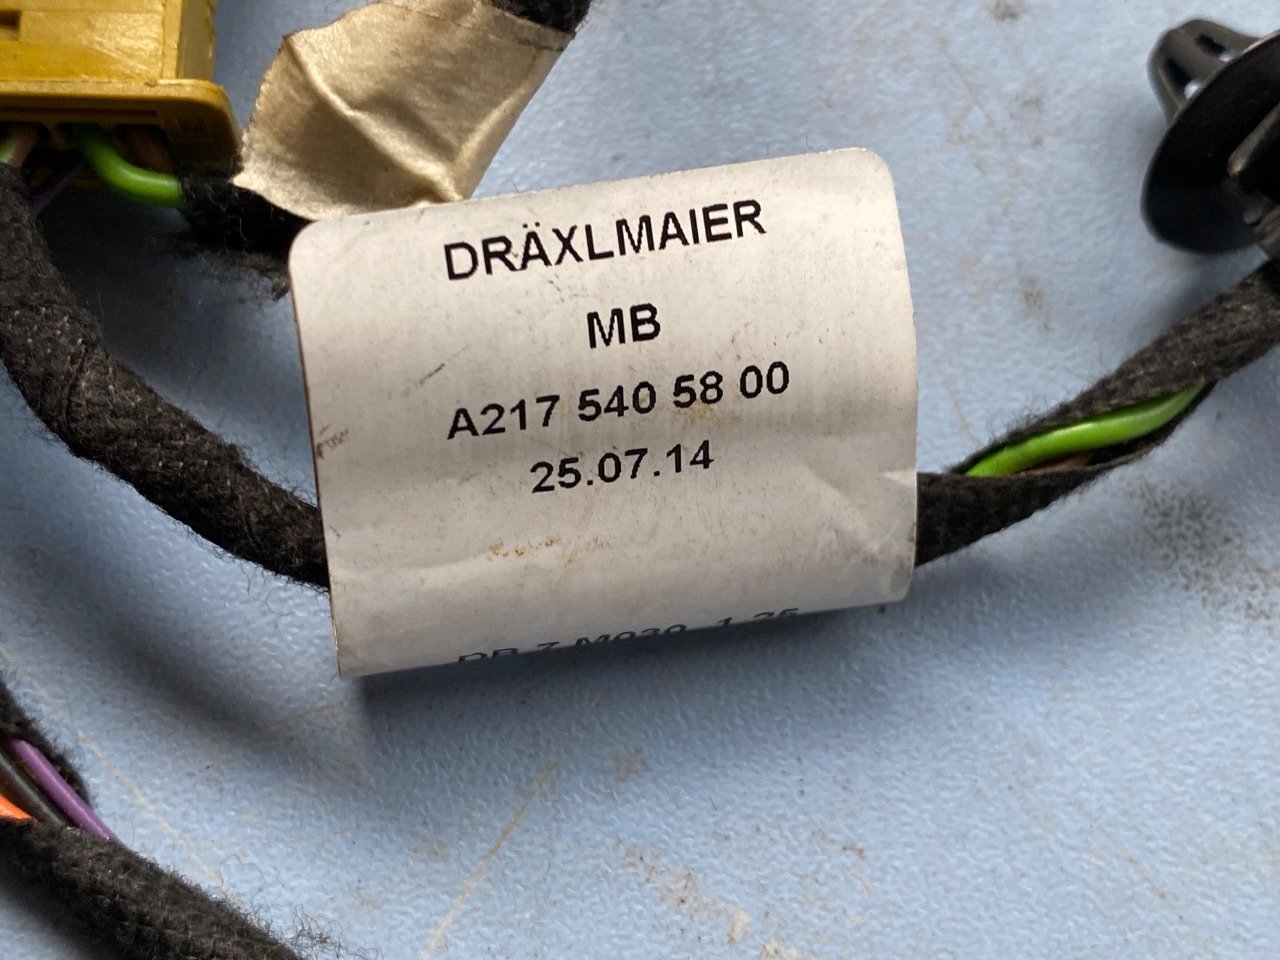 DRÄXLMAIER
MB
A217 540 58 00
25.07.14